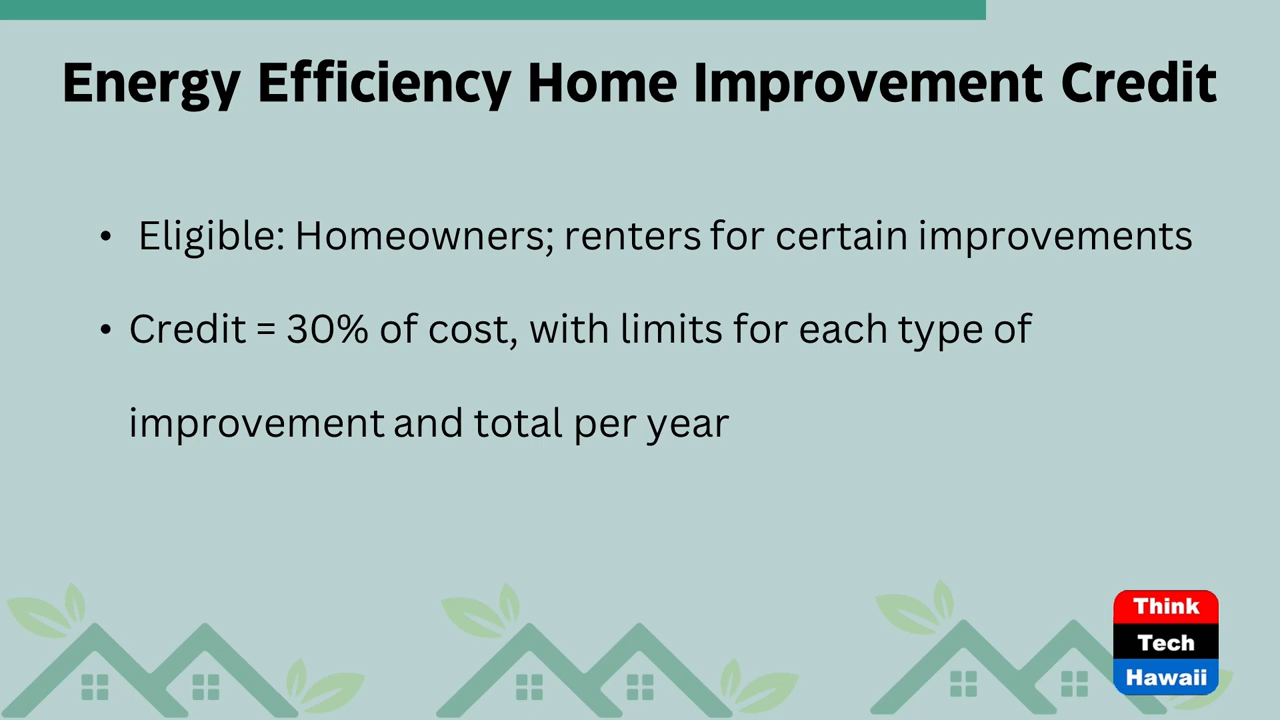 Energy Efficiency Home Improvement Credit
• Eligible: Homeowners; renters for certain improvements
• Credit = 30% of cost, with limits for each type of
improvement and total per year
Think
Tech
Hawaii